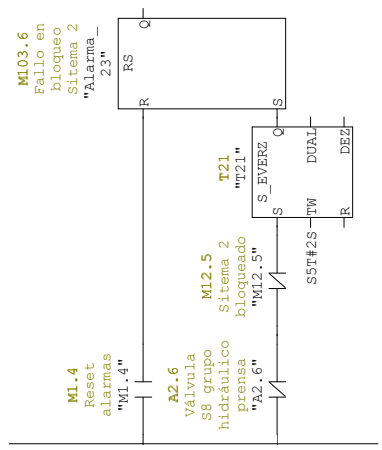 M103.6
Fallo en
bloqueo
Sitema 2
"Alarma_
23"
RS
R
S
Q
T21
"T21"
S_EVERZ
S
Q
TW
DUAL
R
DEZ
S5T#2S
M12.5
Sitema 2
bloqueado
"M12.5"
M1.4
Reset
alarmas
"M1.4"
A2.6
Válvula
S8 grupo
hidráulico
prensa
"A2.6"